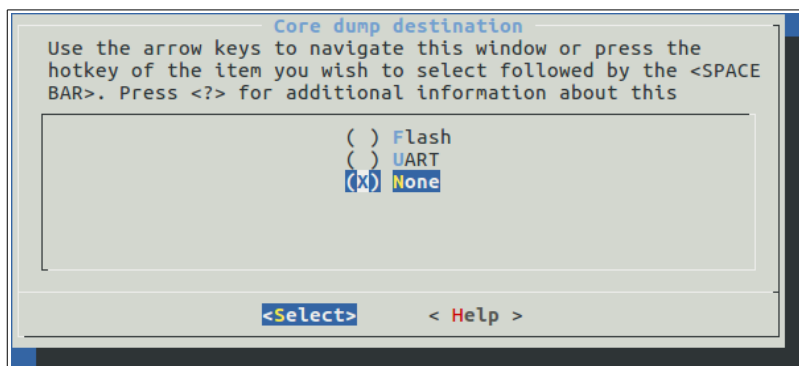 Core dump destination
Use the arrow keys to navigate this window or press the
hotkey of the item you wish to select followed by the <SPACE
BAR>. Press <?> for additional information about this
( ) Flash
( ) UART
(X) None
<Select> < Help >